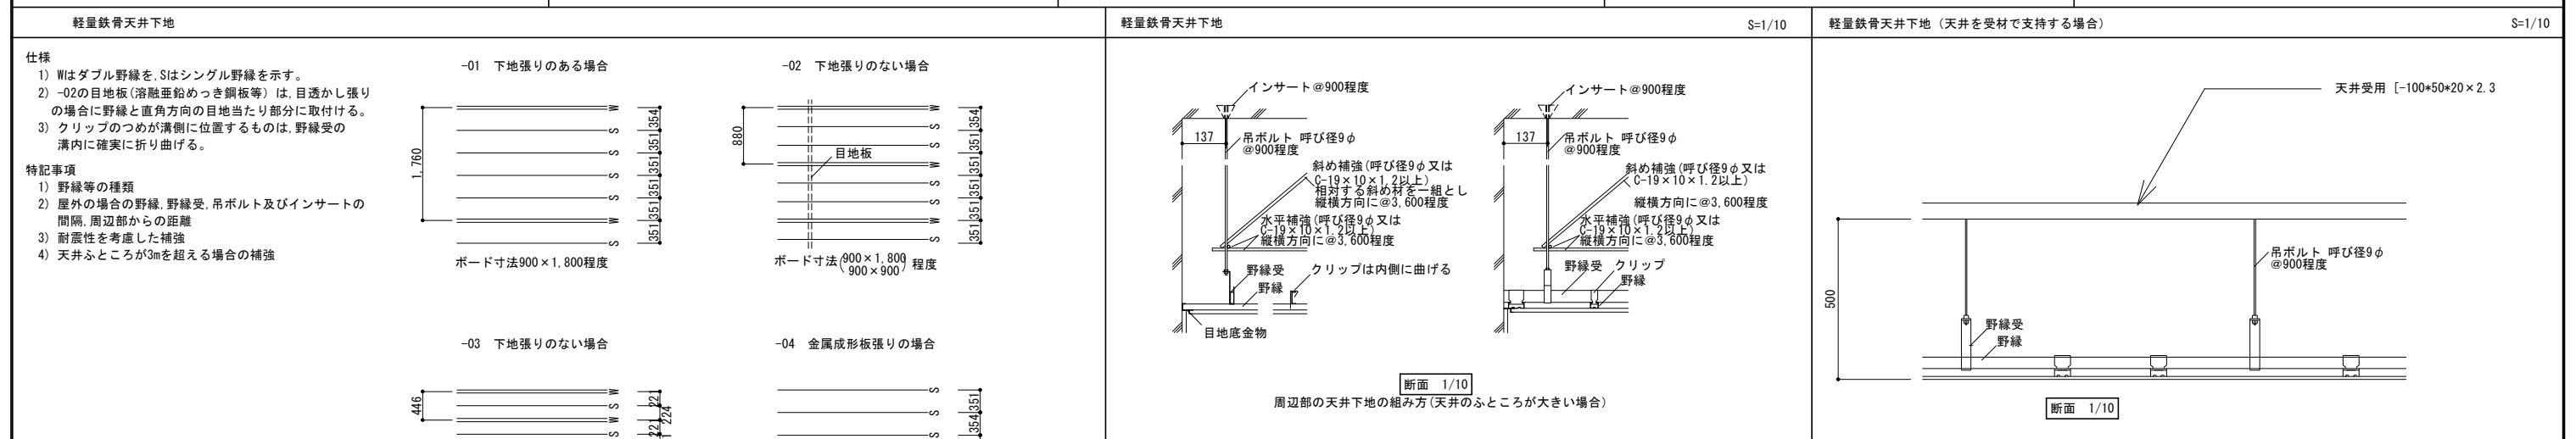 軽量鉄骨天井下地
仕様
1) Wはダブル野縁を,Sはシングル野縁を示す。
2) -02の目地板(溶融亜鉛めっき鋼板等) は,目透かし張り
の場合に野縁と直角方向の目地当たり部分に取付ける。
3) クリップのつめが溝側に位置するものは,野縁受の
溝内に確実に折り曲げる。
特記事項
1) 野縁等の種類
2) 屋外の場合の野縁,野縁受,吊ボルト及びインサートの
間隔,周辺部からの距離
3) 耐震性を考慮した補強
4) 天井ふところが3mを超える場合の補強
-01 下地張りのある場合
1,760
W
S
S
S
S
W
S
354
351
351
351
351
351
ボード寸法900×1,800程度
-02 下地張りのない場合
880
目地板
W
S
S
W
S
S
W
S
354
351
351
351
351
351
351
ボード寸法(900×1,800
900×900) 程度
-03 下地張りのない場合
446
W
S
W
S
221
224
221
-04 金属成形板張りの場合
S
S
S
351
354
軽量鉄骨天井下地
S=1/10
インサート@900程度
137
吊ボルト 呼び径9φ
@900程度
斜め補強(呼び径9φ又は
C-19×10×1.2以上)
相対する斜め材を一組とし
縦横方向に@3,600程度
水平補強(呼び径9φ又は
C-19×10×1.2以上)
縦横方向に@3,600程度
野縁受
クリップは内側に曲げる
野縁
目地底金物
インサート@900程度
137
吊ボルト 呼び径9φ
@900程度
斜め補強(呼び径9φ又は
C-19×10×1.2以上)
縦横方向に@3,600程度
水平補強(呼び径9φ又は
C-19×10×1.2以上)
縦横方向に@3,600程度
野縁受
クリップ
野縁
断面 1/10
周辺部の天井下地の組み方(天井のふところが大きい場合)
軽量鉄骨天井下地(天井を受材で支持する場合)
S=1/10
天井受用 [-100*50*20×2.3
吊ボルト 呼び径9φ
@900程度
500
野縁受
野縁
断面 1/10